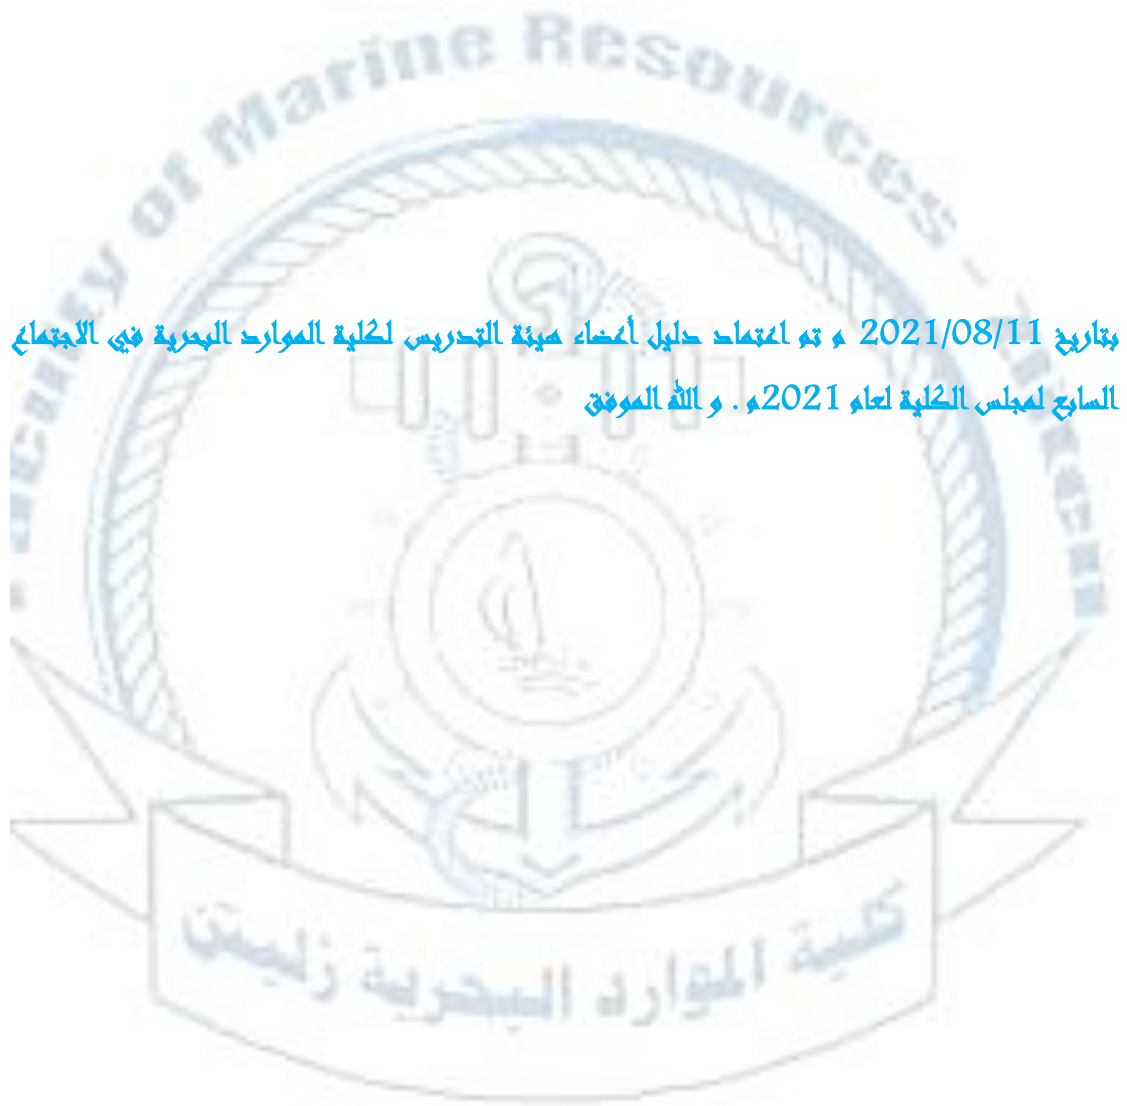 Faculty of Marine Resources - Zliten
بتاريخ 2021/08/11 م تم اعتماد دليل أعضاء هيئة التدريس لكلية الموارد البحرية في الاجتماع
السابع لمجلس الكلية لعام 2021م . و الله الموفق
كلية الموارد البحرية زليتن